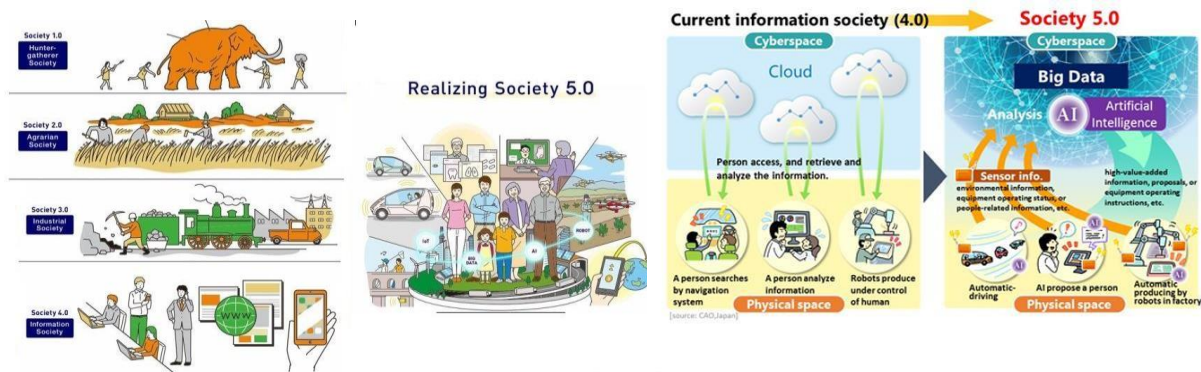 Society 1.0
Hunter-
gatherer
Society
Society 2.0
Agrarian
Society
Society 3.0
Industrial
Society
Society 4.0
Information
Society
www
Realizing Society 5.0
IoT
BIG
DATA
AI
ROBOT
Current information society (4.0)
Cyberspace
Cloud
Person access, and retrieve and
analyze the information.
A person searches
by navigation
system
A person analyze
information
Robots produce
under control
of human
Physical space
[source: CAO,Japan]
Society 5.0
Cyberspace
Big Data
Analysis
AI
Artificial
Intelligence
Sensor info.
environmental information,
equipment operating status, or
people-related information, etc.
high-value-added
information, proposals, or
equipment operating
instructions, etc.
AI
AI
AI
Automatic-
driving
AI propose a person
Automatic
producing by
robots in factory
Physical space